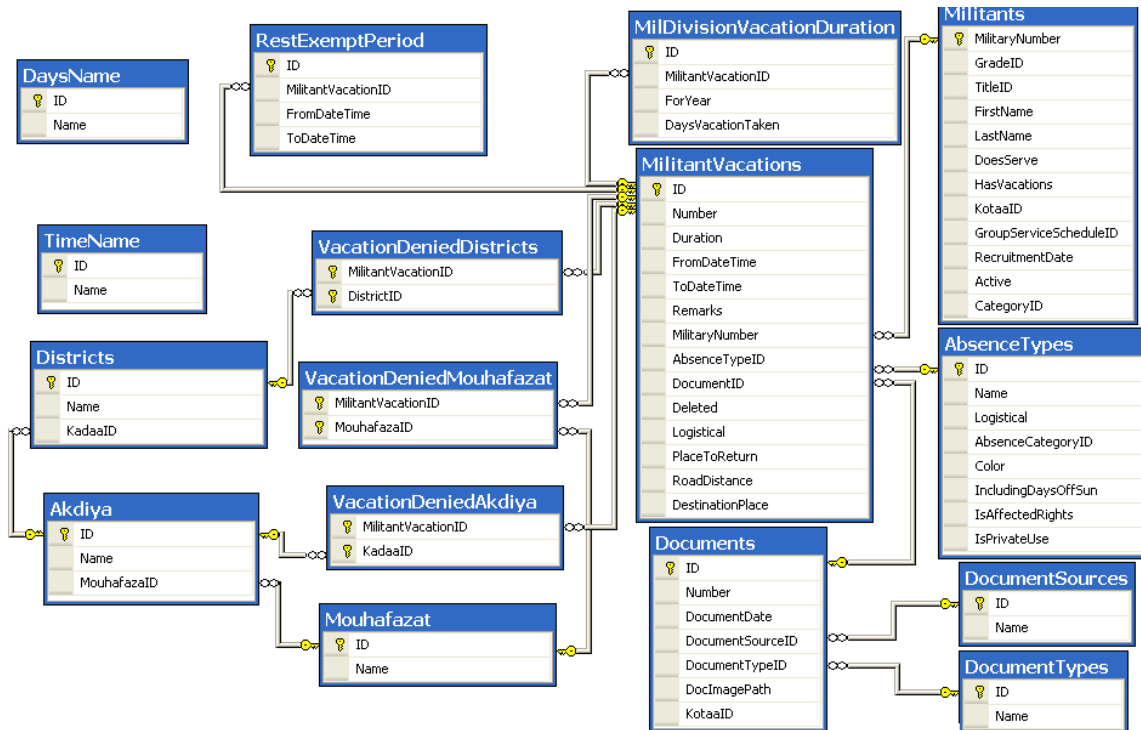 DaysName
ID
Name
RestExemptPeriod
ID
MilitantVacationID
FromDateTime
ToDateTime
MilDivisionVacationDuration
ID
MilitantVacationID
ForYear
DaysVacationTaken
Militants
MilitaryNumber
GradeID
TitleID
FirstName
LastName
DoesServe
HasVacations
KotaaID
GroupServiceScheduleID
RecruitmentDate
Active
CategoryID
TimeName
ID
Name
VacationDeniedDistricts
MilitantVacationID
DistrictID
MilitantVacations
ID
Number
Duration
FromDateTime
ToDateTime
Remarks
MilitaryNumber
AbsenceTypeID
DocumentID
Deleted
Logistical
PlaceToReturn
RoadDistance
DestinationPlace
Districts
ID
Name
KadaaID
VacationDeniedMouhafazat
MilitantVacationID
MouhafazaID
AbsenceTypes
ID
Name
Logistical
AbsenceCategoryID
Color
IncludingDaysOffSun
IsAffectedRights
IsPrivateUse
Akdiya
ID
Name
MouhafazaID
VacationDeniedAkdiya
MilitantVacationID
KadaaID
Mouhafazat
ID
Name
Documents
ID
Number
DocumentDate
DocumentSourceID
DocumentTypeID
DocImagePath
KotaaID
DocumentSources
ID
Name
DocumentTypes
ID
Name